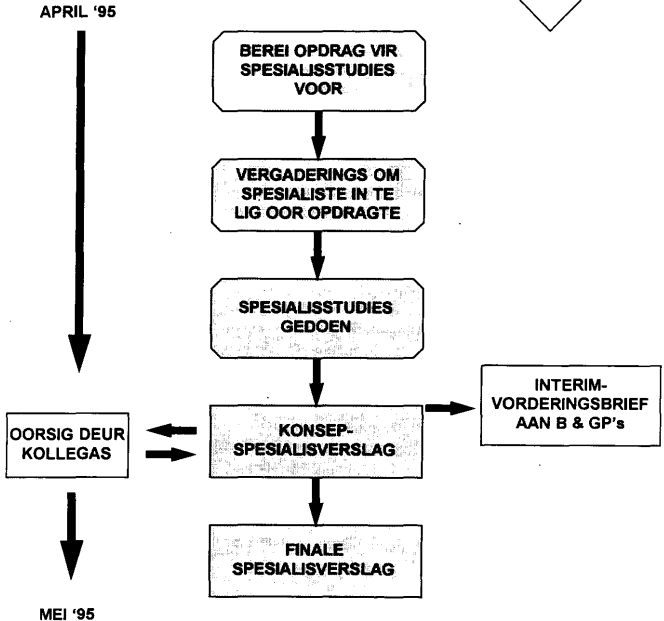 APRIL '95
BEREI OPDRAG VIR
SPESIALISSTUDIES
VOOR
VERGADERINGS OM
SPESIALISTE IN TE
LIG OOR OPDRAGTE
SPESIALISSTUDIES
GEDOEN
INTERIM-
VORDERINGSBRIEF
AAN B & GP's
OORSIG DEUR
KOLLEGAS
KONSEP-
SPESIALISVERSLAG
FINALE
SPESIALISVERSLAG
MEI '95